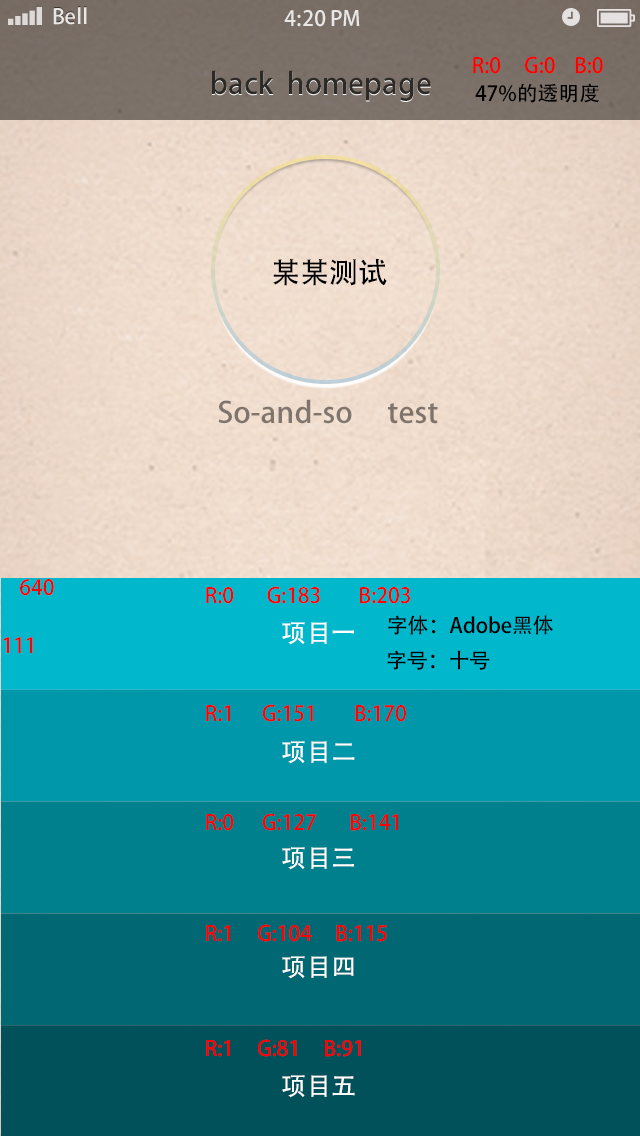 Bell 4:20 PM
R:0 G:0 B:0
back homepage
47%的透明度
某某测试
So-and-so test
640
R:0 G:183 B:203
字体：Adobe黑体
项目一
111
字号：十号
R:1 G:151 B:170
项目二
R:0 G:127 B:141
项目三
R:1 G:104 B:115
项目四
R:1 G:81 B:91
项目五